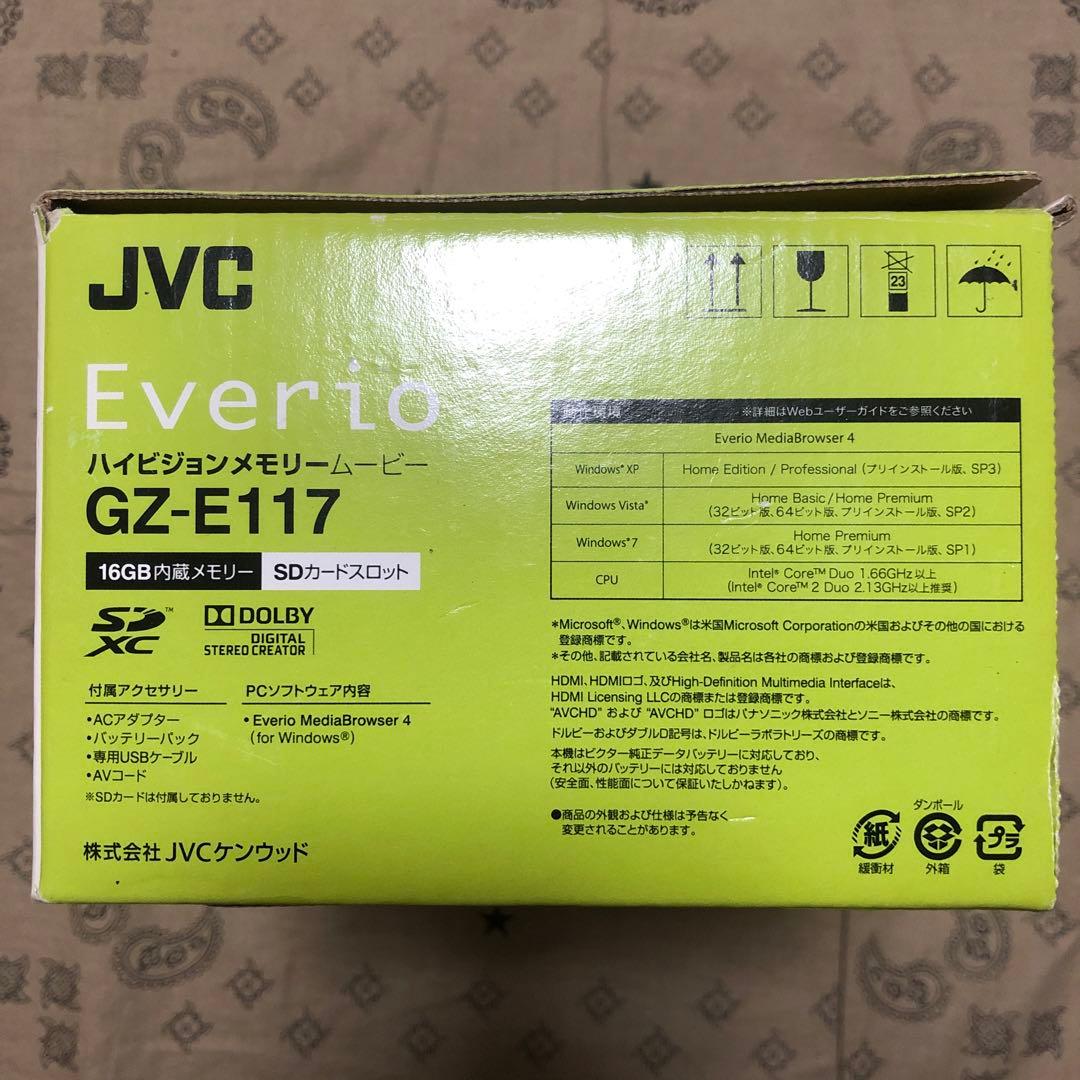 JVC
23
Everio
ハイビジョンメモリームービー
GZ-E117
16GB内蔵メモリー SDカードスロット
SD XC™
DOLBY
DIGITAL
STEREO CREATOR
付属アクセサリー
・ACアダプター
・バッテリーパック
・専用USBケーブル
・AVコード
※SDカードは付属しておりません。
PCソフトウェア内容
・Everio MediaBrowser 4
(for Windows®)
株式会社JVCケンウッド
動作環境 ※詳細はWebユーザーガイドをご参照ください
Everio MediaBrowser 4
Windows® XP Home Edition / Professional (プリインストール版、SP3)
Windows Vista® Home Basic/Home Premium
(32ビット版、64ビット版、プリインストール版、SP2)
Windows®7 Home Premium
(32ビット版、64ビット版、プリインストール版、SP1)
CPU Intel® Core™ Duo 1.66GHz以上
(Intel® Core™ 2 Duo 2.13GHz以上推奨)
*Microsoft®、Windows®は米国Microsoft Corporationの米国およびその他の国における
登録商標です。
*その他、記載されている会社名、製品名は各社の商標および登録商標です。
HDMI、HDMIロゴ、及びHigh-Definition Multimedia Interfaceは、
HDMI Licensing LLCの商標または登録商標です。
"AVCHD" および "AVCHD" ロゴはパナソニック株式会社とソニー株式会社の商標です。
ドルビーおよびダブルD記号は、ドルビーラボラトリーズの商標です。
本機はビクター純正データバッテリーに対応しており、
それ以外のバッテリーには対応しておりません
(安全面、性能面について保証いたしかねます)。
●商品の外観および仕様は予告なく
変更されることがあります。
ダンボール
紙 プラ
緩衝材 外箱 袋